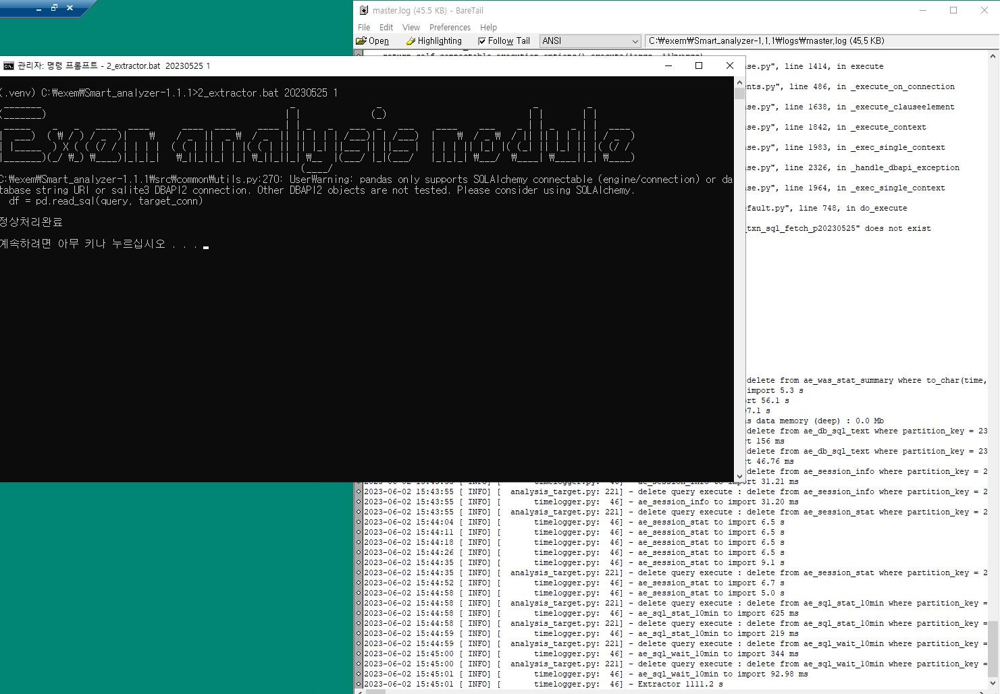 master.log (45.5 KB) - BareTail
File Edit View Preferences Help
Open Highlighting Follow Tail ANSI C:₩exem₩Smart_analyzer-1.1.1₩logs₩master.log (45.5 KB)
관리자: 명령 프롬프트 - 2_extractor.bat 20230525 1
(.venv) C:₩exem₩Smart_analyzer-1.1.1>2_extractor.bat 20230525 1
Exem analysis module
C:₩exem₩Smart_analyzer-1.1.1₩src₩common₩utils.py:270: UserWarning: pandas only supports SQLAlchemy connectable (engine/connection) or da
tabase string URI or sqlite3 DBAPI2 connection. Other DBAPI2 objects are not tested. Please consider using SQLAlchemy.
df = pd.read_sql(query, target_conn)
정상처리완료
계속하려면 아무 키나 누르십시오 . . .
se.py", line 1414, in execute
nts.py", line 486, in _execute_on_connection
se.py", line 1638, in _execute_clauseelement
se.py", line 1842, in _execute_context
se.py", line 1983, in _exec_single_context
se.py", line 2326, in _handle_dbapi_exception
se.py", line 1964, in _exec_single_context
efault.py", line 748, in do_execute
_txn_sql_fetch_p20230525" does not exist
delete from ae_was_stat_summary where to_char(time,
import 5.3 s
rt 56.1 s
7.1 s
s data memory (deep) : 0.0 Mb
delete from ae_db_sql_text where partition_key = 23
t 156 ms
delete from ae_db_sql_text where partition_key = 23
t 46.76 ms
delete from ae_session_info where partition_key = 2
2023-06-02 15:43:55 [ INFO] [ timelogger.py: 46] - ae_session_info to import 31.21 ms
2023-06-02 15:43:55 [ INFO] [ analysis_target.py: 221] - delete query execute : delete from ae_session_info where partition_key = 2
2023-06-02 15:43:55 [ INFO] [ timelogger.py: 46] - ae_session_info to import 31.20 ms
2023-06-02 15:43:55 [ INFO] [ analysis_target.py: 221] - delete query execute : delete from ae_session_stat where partition_key = 2
2023-06-02 15:44:04 [ INFO] [ timelogger.py: 46] - ae_session_stat to import 6.5 s
2023-06-02 15:44:11 [ INFO] [ timelogger.py: 46] - ae_session_stat to import 6.5 s
2023-06-02 15:44:18 [ INFO] [ timelogger.py: 46] - ae_session_stat to import 6.5 s
2023-06-02 15:44:26 [ INFO] [ timelogger.py: 46] - ae_session_stat to import 6.5 s
2023-06-02 15:44:35 [ INFO] [ timelogger.py: 46] - ae_session_stat to import 9.1 s
2023-06-02 15:44:35 [ INFO] [ analysis_target.py: 221] - delete query execute : delete from ae_session_stat where partition_key = 2
2023-06-02 15:44:52 [ INFO] [ timelogger.py: 46] - ae_session_stat to import 6.7 s
2023-06-02 15:44:58 [ INFO] [ timelogger.py: 46] - ae_session_stat to import 5.0 s
2023-06-02 15:44:58 [ INFO] [ analysis_target.py: 221] - delete query execute : delete from ae_sql_stat_10min where partition_key =
2023-06-02 15:44:58 [ INFO] [ timelogger.py: 46] - ae_sql_stat_10min to import 625 ms
2023-06-02 15:44:58 [ INFO] [ analysis_target.py: 221] - delete query execute : delete from ae_sql_stat_10min where partition_key =
2023-06-02 15:44:59 [ INFO] [ timelogger.py: 46] - ae_sql_stat_10min to import 219 ms
2023-06-02 15:44:59 [ INFO] [ analysis_target.py: 221] - delete query execute : delete from ae_sql_wait_10min where partition_key =
2023-06-02 15:45:00 [ INFO] [ timelogger.py: 46] - ae_sql_wait_10min to import 344 ms
2023-06-02 15:45:00 [ INFO] [ analysis_target.py: 221] - delete query execute : delete from ae_sql_wait_10min where partition_key =
2023-06-02 15:45:01 [ INFO] [ timelogger.py: 46] - ae_sql_wait_10min to import 92.98 ms
2023-06-02 15:45:01 [ INFO] [ timelogger.py: 46] - Extractor 1111.2 s